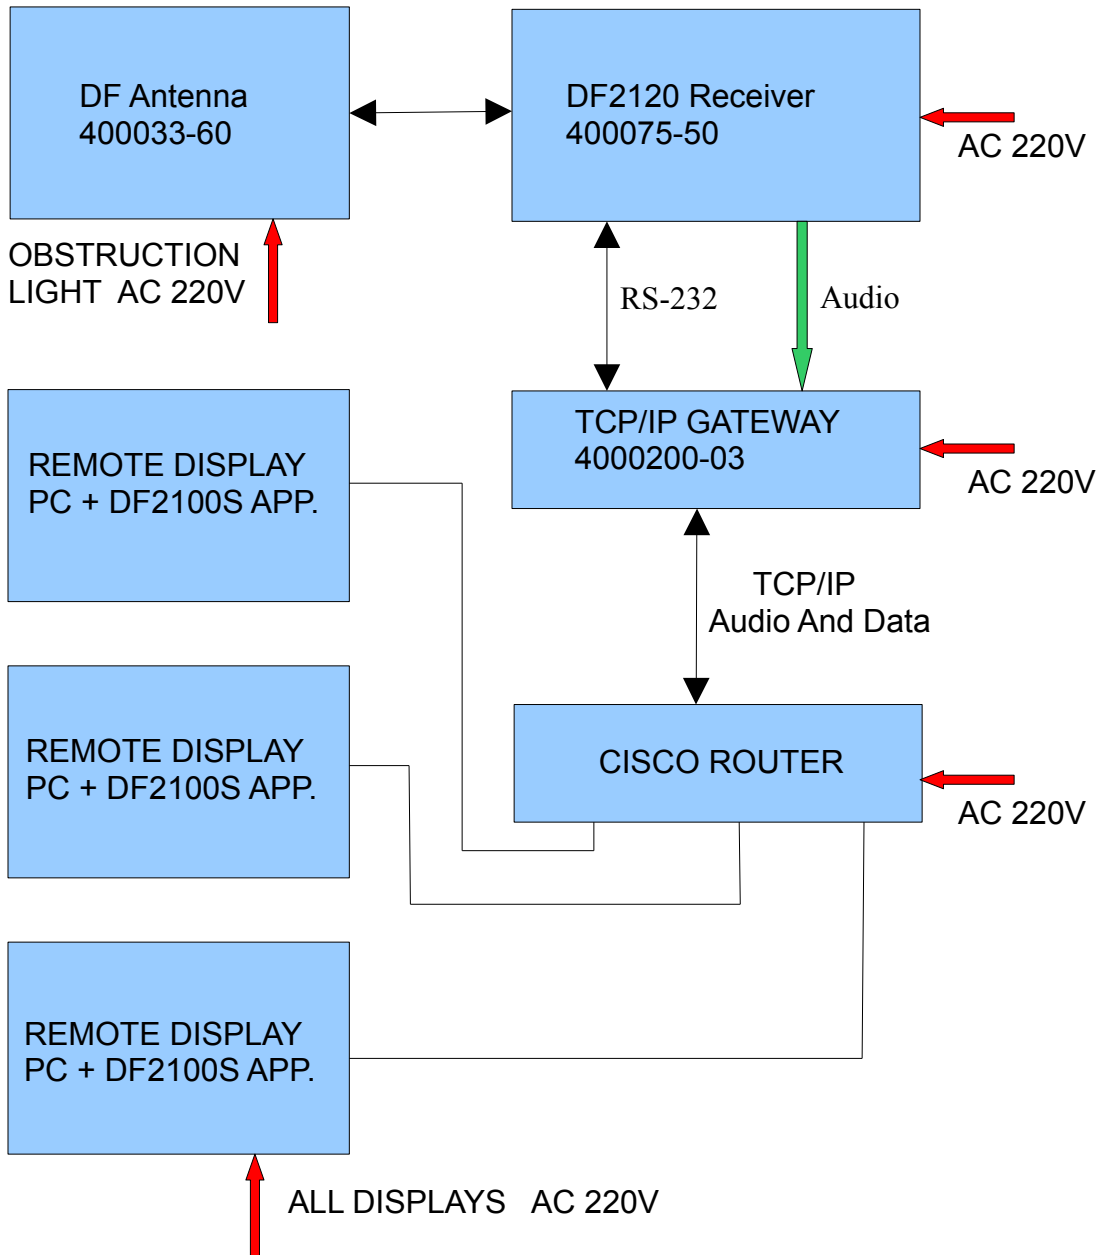 DF Antenna
400033-60
DF2120 Receiver
400075-50
AC 220V
OBSTRUCTION
LIGHT AC 220V
RS-232
Audio
TCP/IP GATEWAY
4000200-03
AC 220V
REMOTE DISPLAY
PC + DF2100S APP.
TCP/IP
Audio And Data
REMOTE DISPLAY
PC + DF2100S APP.
CISCO ROUTER
AC 220V
REMOTE DISPLAY
PC + DF2100S APP.
ALL DISPLAYS AC 220V